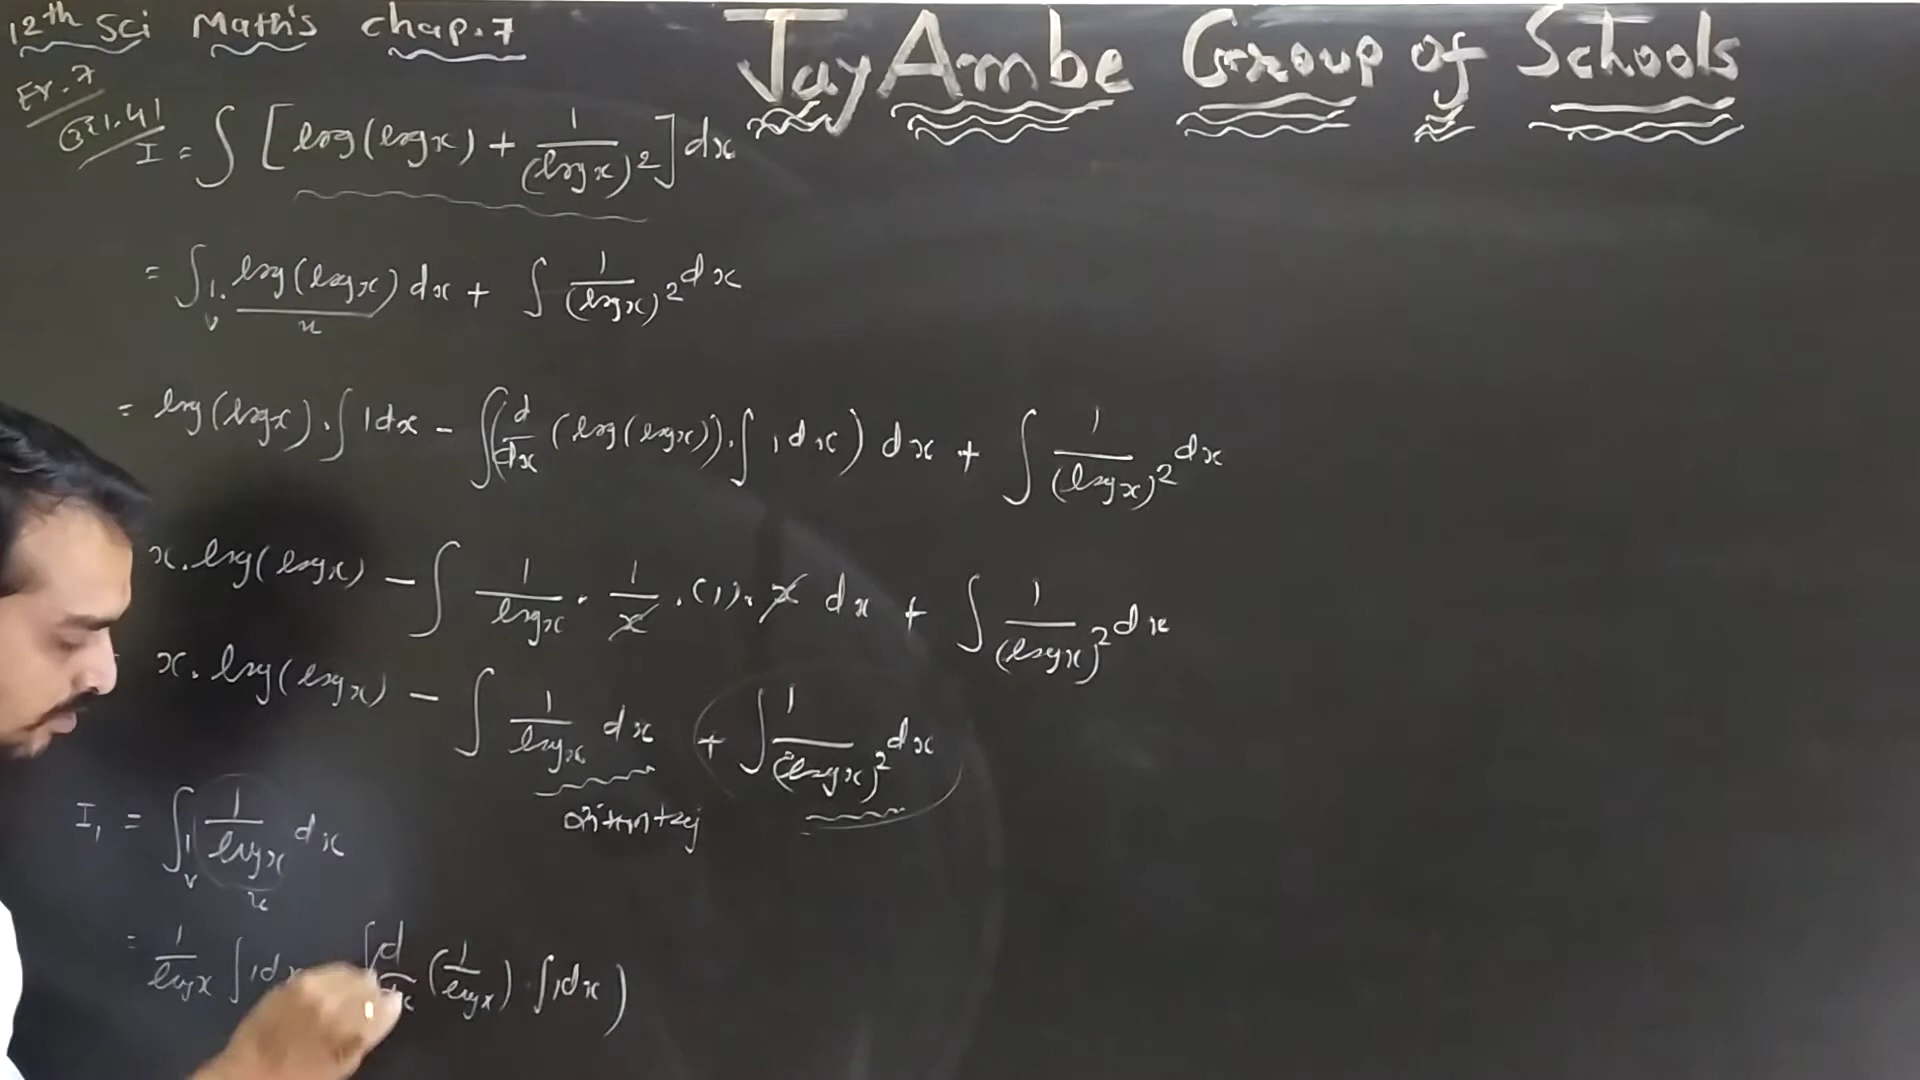 12th Sci Maths chap.7
Jay Ambe Group of Schools
Ex. 7
I = ∫ [log(logx) + 1/(logx)²] dx
= ∫ 1. log(logx) dx + ∫ 1/(logx)² dx
v u
= log(logx) . ∫ 1dx - ∫(d/dx (log(logx)) . ∫ 1dx) dx + ∫ 1/(logx)² dx
x. log(logx) - ∫ 1/logx . 1/x . (1). x dx + ∫ 1/(logx)² dx
x. log(logx) - ∫ 1/logx dx + ∫ 1/(logx)² dx
I₁ = ∫ 1 1/logx dx
v u
= 1/logx ∫ 1dx ∫ d/dx (1/logx) . ∫ 1dx )